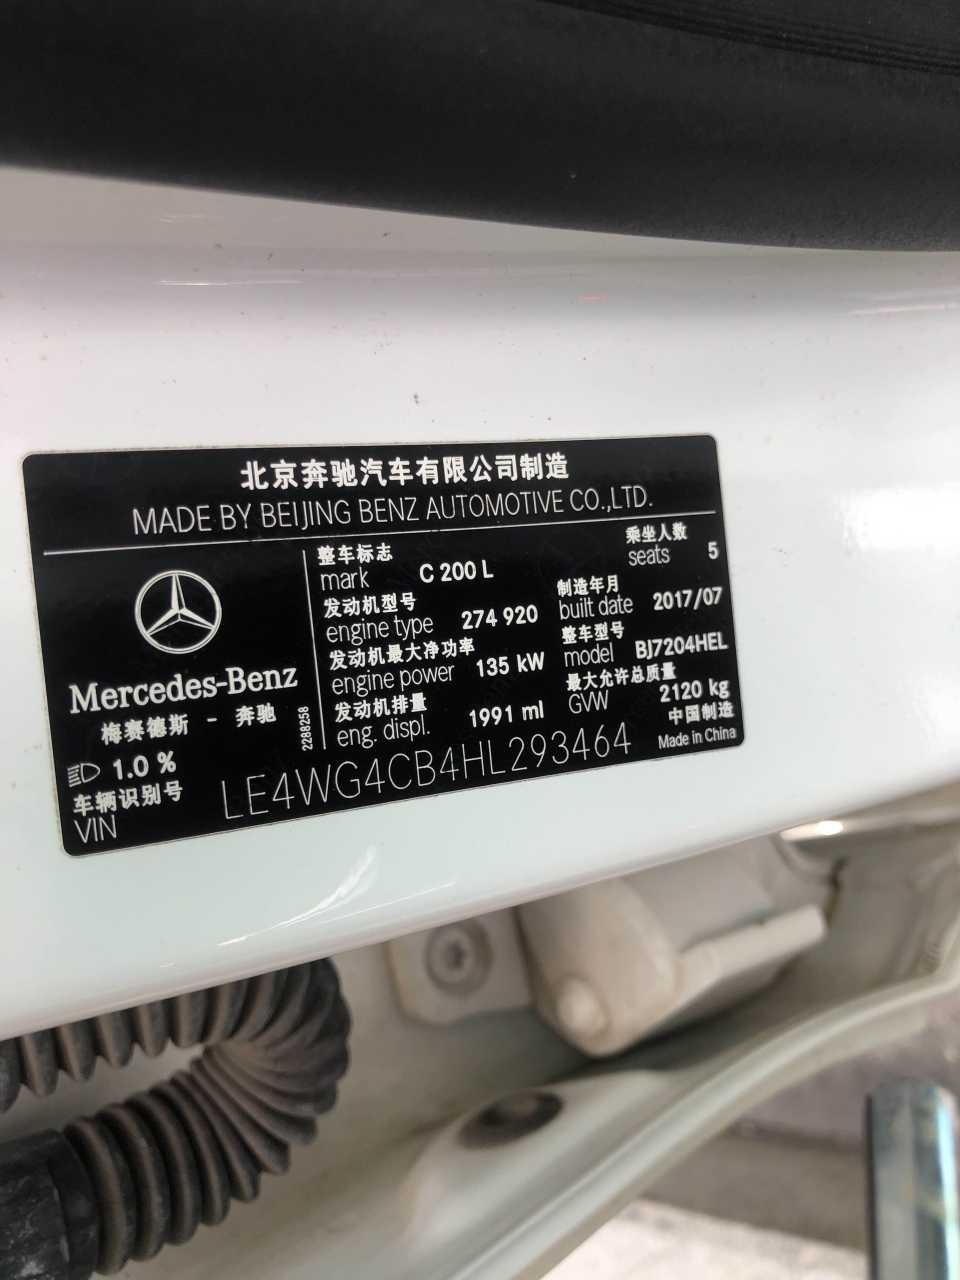 北京奔驰汽车有限公司制造
MADE BY BEIJING BENZ AUTOMOTIVE CO.,LTD.
Mercedes-Benz
梅赛德斯 - 奔驰
1.0 %
2288258
整车标志
mark C 200 L
乘坐人数
seats 5
发动机型号
engine type 274 920
制造年月
built date 2017/07
发动机最大净功率
engine power 135 kW
整车型号
model BJ7204HEL
发动机排量
eng. displ. 1991 ml
最大允许总质量
GVW 2120 kg
中国制造
Made in China
车辆识别号
VIN LE4WG4CB4HL293464